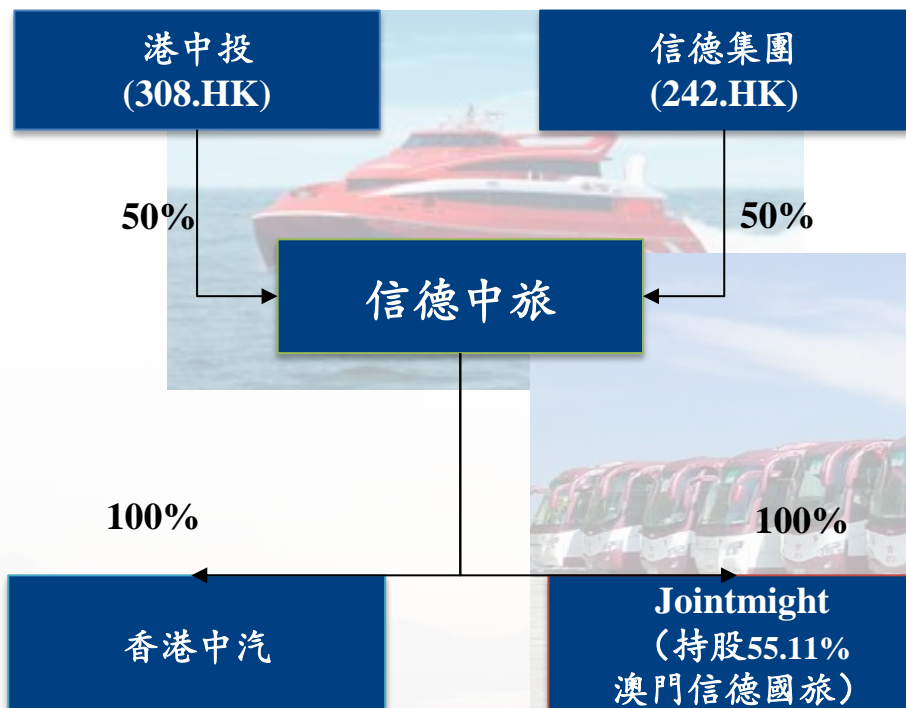 港中投
(308.HK)
信德集團
(242.HK)
50%
50%
信德中旅
100%
100%
香港中汽
Jointmight
（持股55.11%
澳門信德國旅）